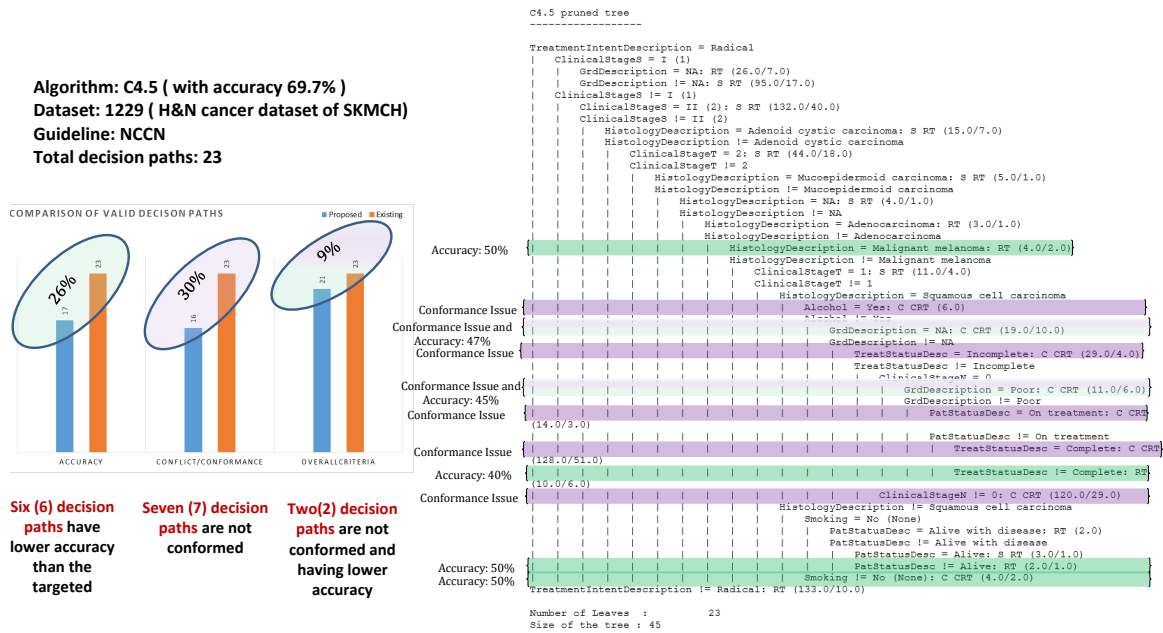 Algorithm: C4.5 ( with accuracy 69.7% )
Dataset: 1229 ( H&N cancer dataset of SKMCH)
Guideline: NCCN
Total decision paths: 23
COMPARISON OF VALID DECISON PATHS
Proposed Existing
26%
30%
9%
17
23
16
23
21
23
ACCURACY
CONFLICT/CONFORMANCE
OVERALLCRITERIA
Six (6) decision
paths have
lower accuracy
than the
targeted
Seven (7) decision
paths are not
conformed
Two(2) decision
paths are not
conformed and
having lower
accuracy
C4.5 pruned tree
------------------
TreatmentIntentDescription = Radical
| ClinicalStageS = I (1)
| | GrdDescription = NA: RT (26.0/7.0)
| | GrdDescription != NA: S RT (95.0/17.0)
| ClinicalStageS != I (1)
| | ClinicalStageS = II (2): S RT (132.0/40.0)
| | ClinicalStageS != II (2)
| | | HistologyDescription = Adenoid cystic carcinoma: S RT (15.0/7.0)
| | | HistologyDescription != Adenoid cystic carcinoma
| | | | ClinicalStageT = 2: S RT (44.0/18.0)
| | | | ClinicalStageT != 2
| | | | | HistologyDescription = Mucoepidermoid carcinoma: S RT (5.0/1.0)
| | | | | HistologyDescription != Mucoepidermoid carcinoma
| | | | | | HistologyDescription = NA: S RT (4.0/1.0)
| | | | | | HistologyDescription != NA
| | | | | | | HistologyDescription = Adenocarcinoma: RT (3.0/1.0)
| | | | | | | HistologyDescription != Adenocarcinoma
Accuracy: 50% | | | | | | | | HistologyDescription = Malignant melanoma: RT (4.0/2.0)
| | | | | | | | HistologyDescription != Malignant melanoma
| | | | | | | | | ClinicalStageT = 1: S RT (11.0/4.0)
| | | | | | | | | ClinicalStageT != 1
| | | | | | | | | | HistologyDescription = Squamous cell carcinoma
Conformance Issue | | | | | | | | | | | Alcohol = Yes: C CRT (6.0)
| | | | | | | | | | | Alcohol != Yes
Conformance Issue and
Accuracy: 47%
| | | | | | | | | | | | GrdDescription = NA: C CRT (19.0/10.0)
| | | | | | | | | | | | GrdDescription != NA
Conformance Issue | | | | | | | | | | | | | TreatStatusDesc = Incomplete: C CRT (29.0/4.0)
| | | | | | | | | | | | | TreatStatusDesc != Incomplete
| | | | | | | | | | | | | | ClinicalStageN = 0
Conformance Issue and
Accuracy: 45%
| | | | | | | | | | | | | | | GrdDescription = Poor: C CRT (11.0/6.0)
| | | | | | | | | | | | | | | GrdDescription != Poor
Conformance Issue | | | | | | | | | | | | | | | | PatStatusDesc = On treatment: C CRT
(14.0/3.0)
| | | | | | | | | | | | | | | | PatStatusDesc != On treatment
Conformance Issue | | | | | | | | | | | | | | | | | TreatStatusDesc = Complete: C CRT
(128.0/51.0)
Accuracy: 40% | | | | | | | | | | | | | | | | | TreatStatusDesc != Complete: RT
(10.0/6.0)
Conformance Issue | | | | | | | | | | | | | | ClinicalStageN != 0: C CRT (120.0/29.0)
| | | | | | | | | | HistologyDescription != Squamous cell carcinoma
| | | | | | | | | | | Smoking = No (None)
| | | | | | | | | | | | PatStatusDesc = Alive with disease: RT (2.0)
| | | | | | | | | | | | PatStatusDesc != Alive with disease
| | | | | | | | | | | | | PatStatusDesc = Alive: S RT (3.0/1.0)
Accuracy: 50% | | | | | | | | | | | | | PatStatusDesc != Alive: RT (2.0/1.0)
Accuracy: 50% | | | | | | | | | | | Smoking != No (None): C CRT (4.0/2.0)
TreatmentIntentDescription != Radical: RT (133.0/10.0)
Number of Leaves : 23
Size of the tree : 45